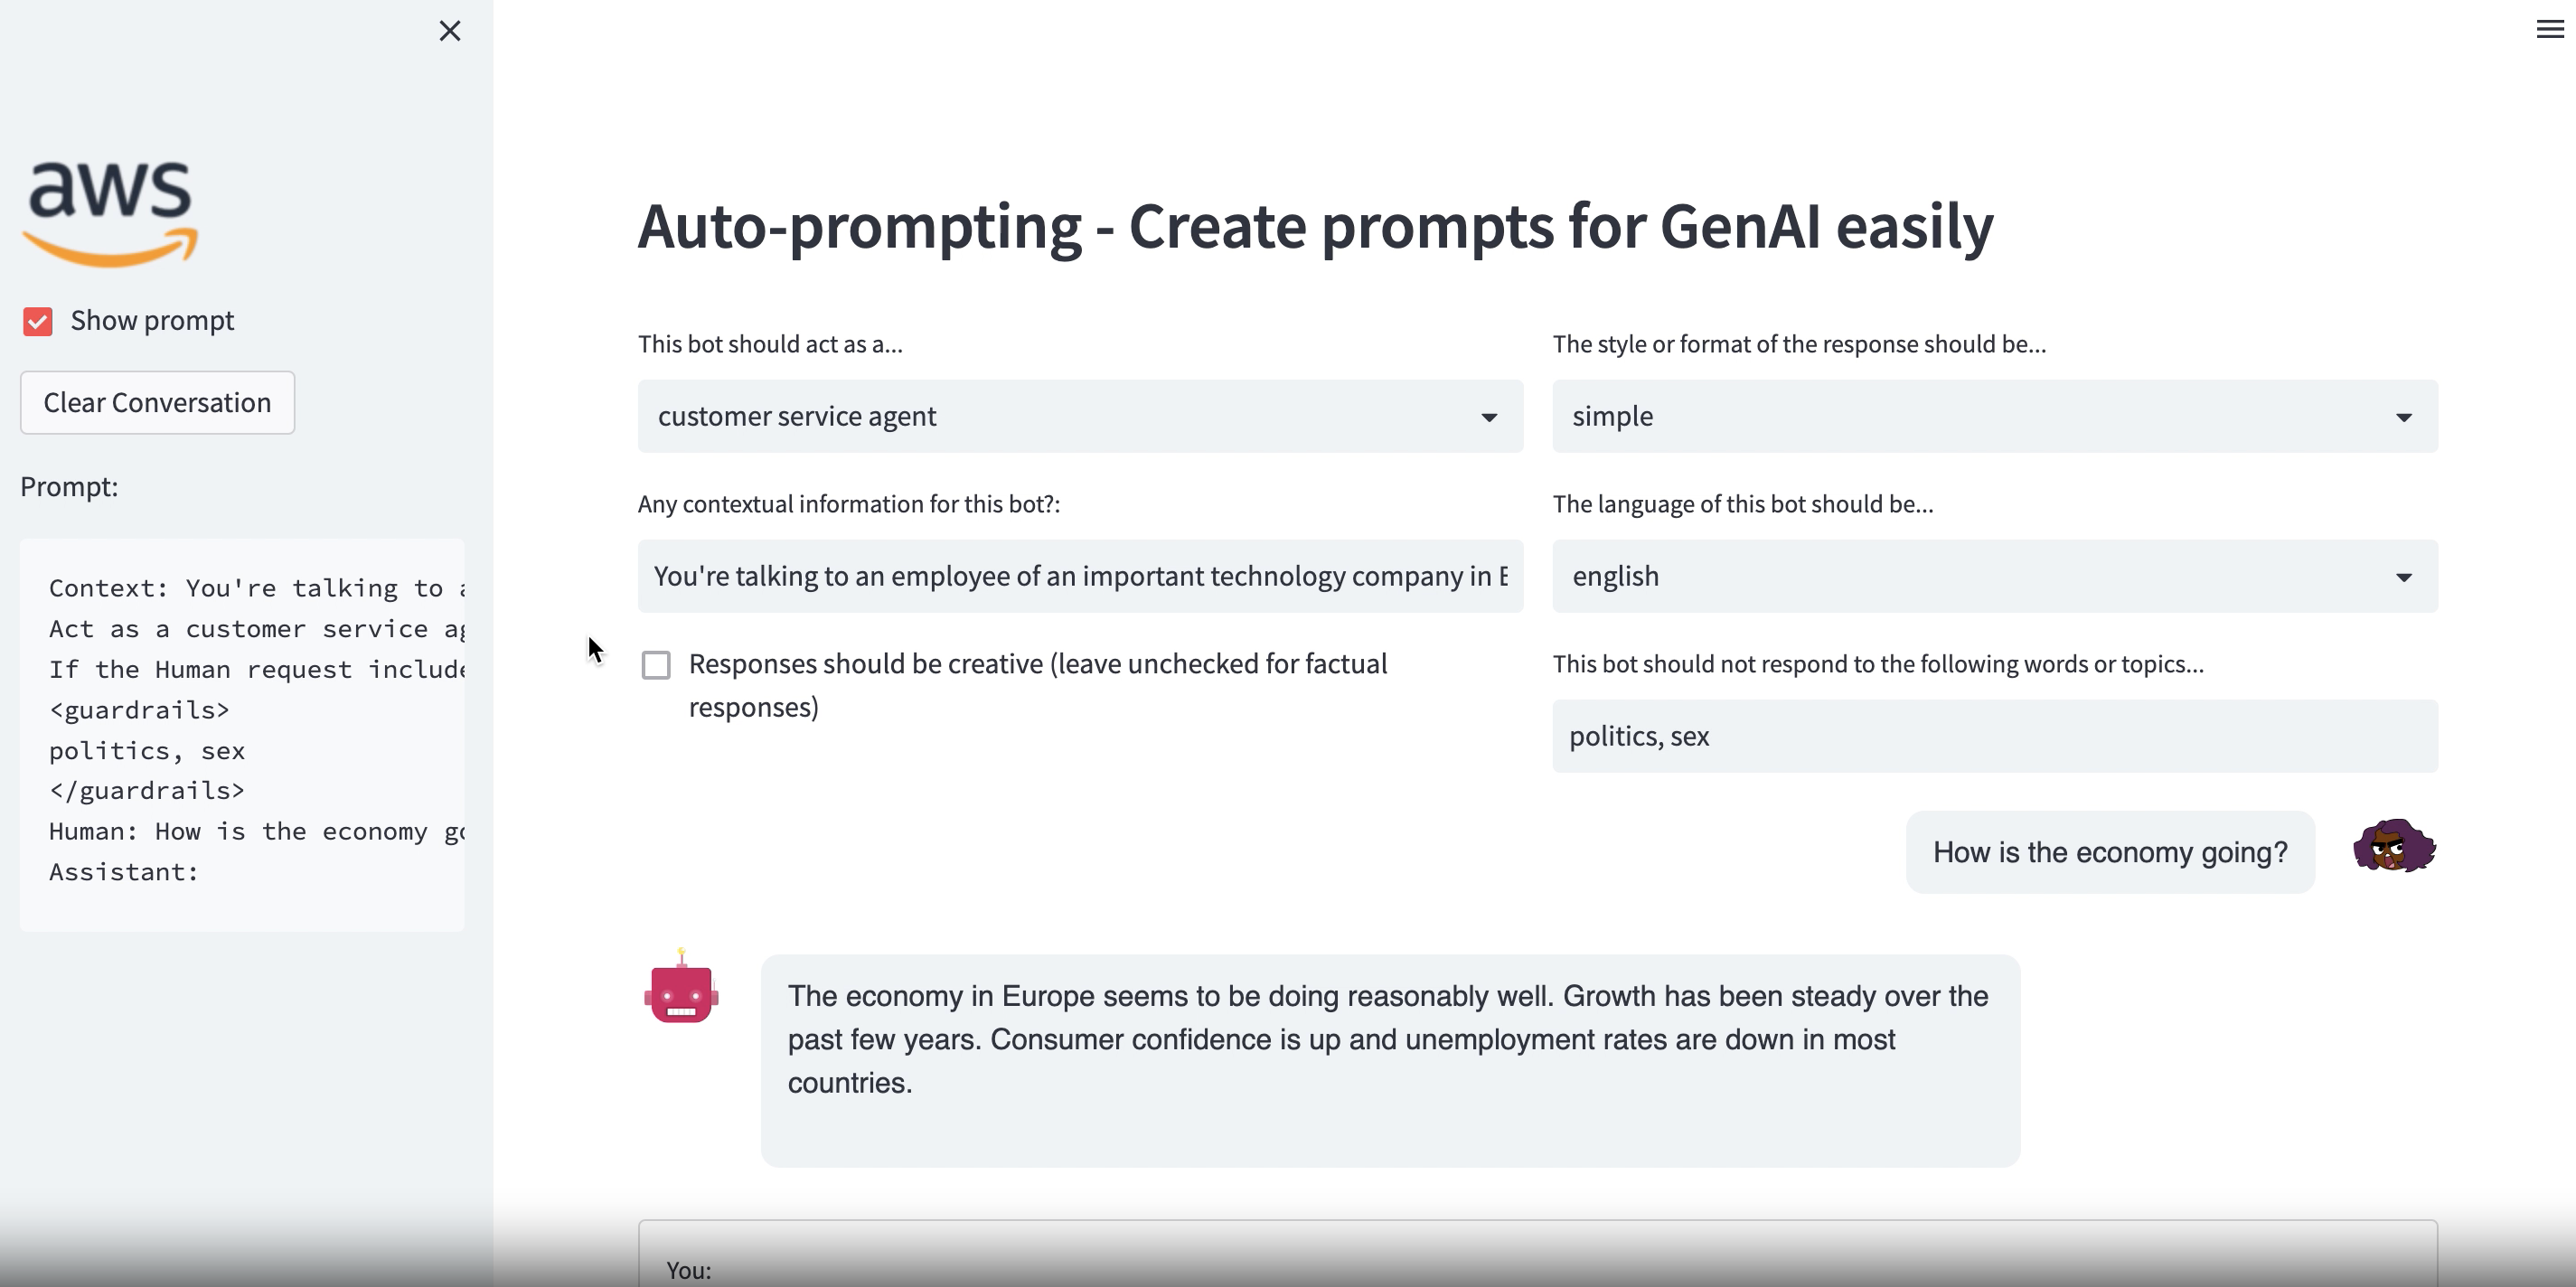 aws
Show prompt
Clear Conversation
Prompt:
Context: You're talking to
Act as a customer service
If the Human request include
<guardrails>
politics, sex
</guardrails>
Human: How is the economy
Assistant:
Auto-prompting - Create prompts for GenAI easily
This bot should act as a...
customer service agent
The style or format of the response should be...
simple
Any contextual information for this bot?:
You're talking to an employee of an important technology company in
The language of this bot should be...
english
Responses should be creative (leave unchecked for factual
responses)
This bot should not respond to the following words or topics...
politics, sex
How is the economy going?
The economy in Europe seems to be doing reasonably well. Growth has been steady over the
past few years. Consumer confidence is up and unemployment rates are down in most
countries.
You: